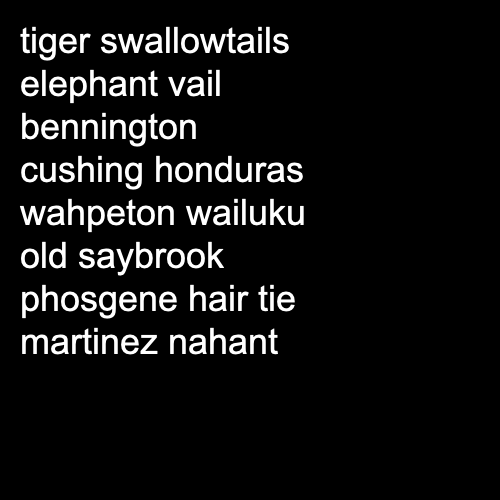 tiger swallowtails
elephant vail
bennington
cushing honduras
wahpeton wailuku
old saybrook
phosgene hair tie
martinez nahant